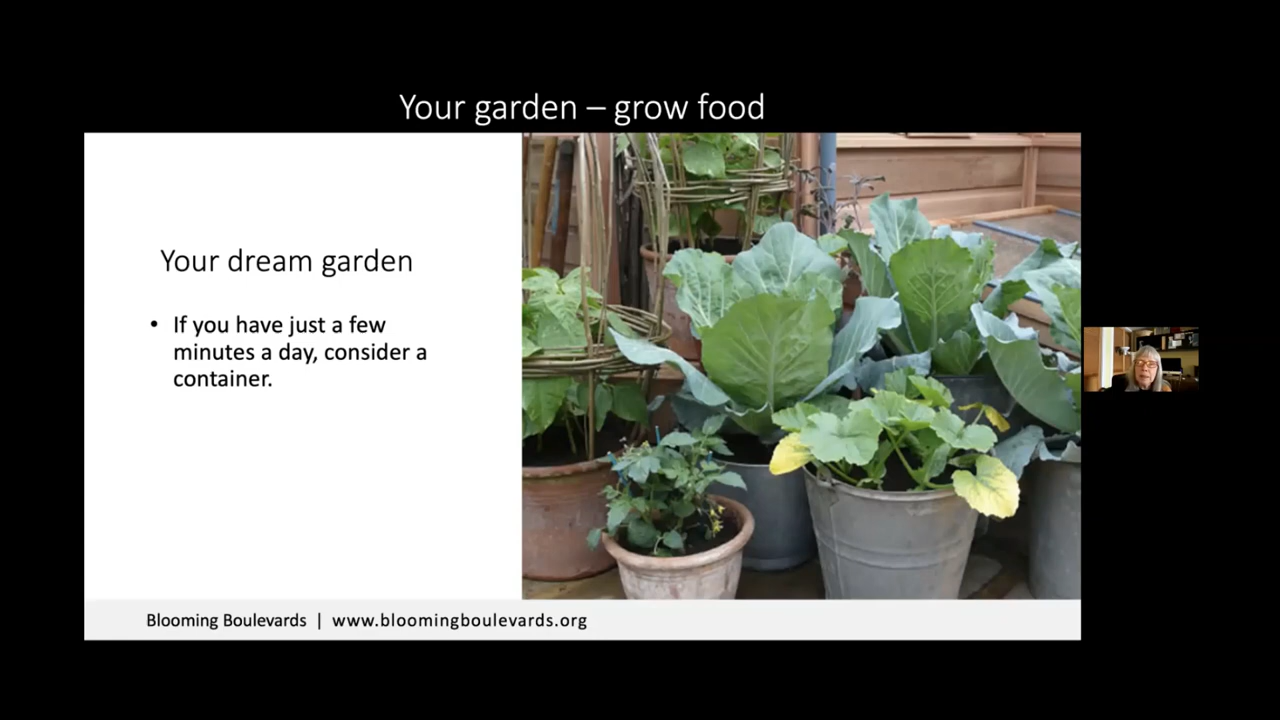 Your garden – grow food
Your dream garden
• If you have just a few
minutes a day, consider a
container.
Blooming Boulevards | www.bloomingboulevards.org